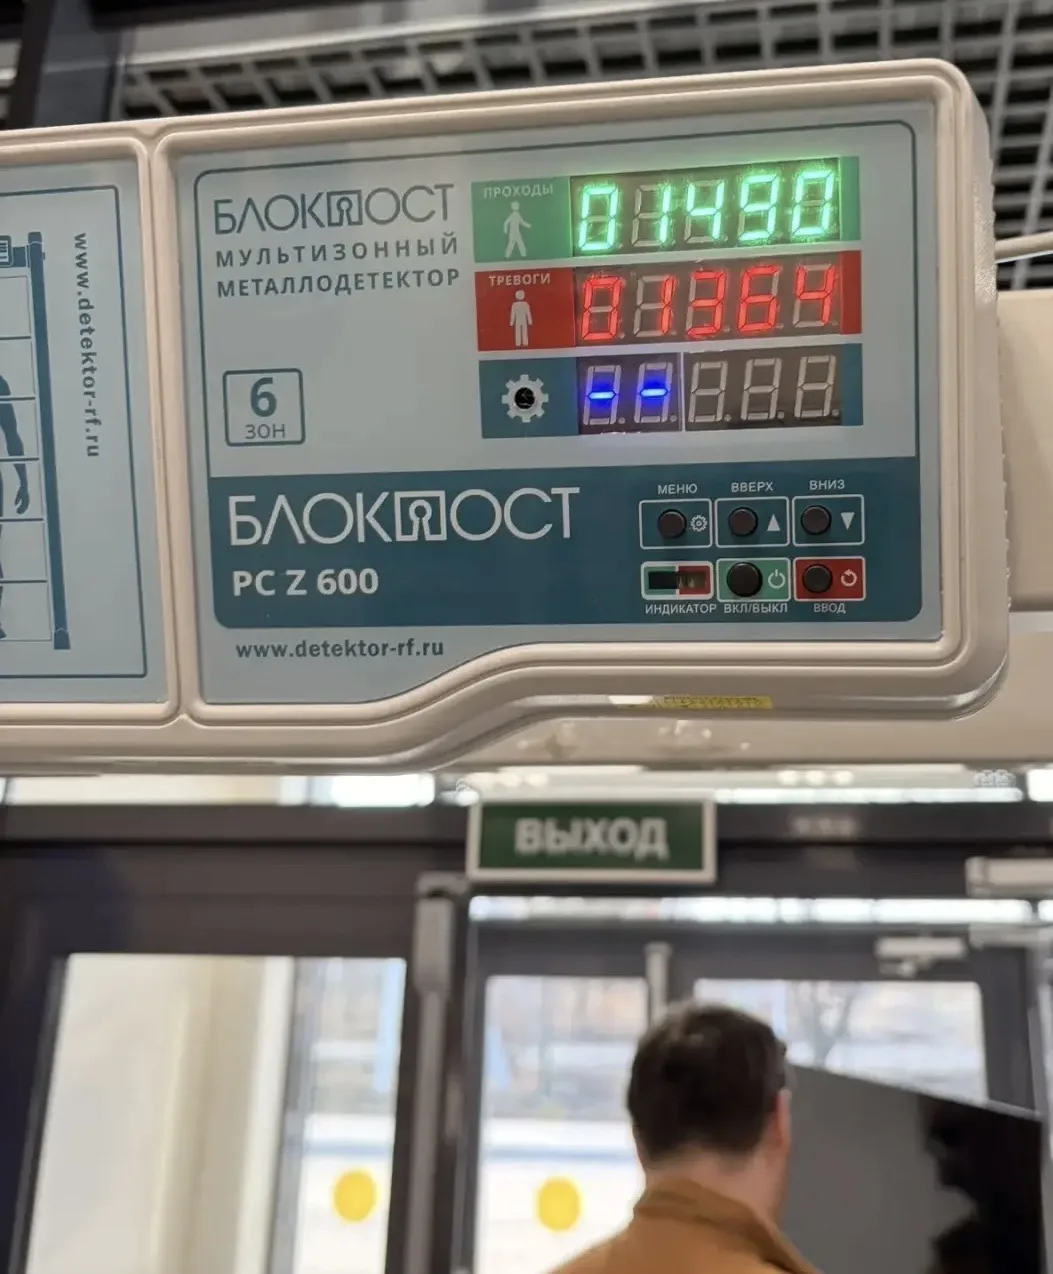 www.detektor-rf.ru
БЛОКПОСТ
МУЛЬТИЗОННЫЙ
МЕТАЛЛОДЕТЕКТОР
6
ЗОН
ПРОХОДЫ
01490
ТРЕВОГИ
01364
--
БЛОКПОСТ
PC Z 600
МЕНЮ
ВВЕРХ
ВНИЗ
ИНДИКАТОР
ВКЛ/ВЫКЛ
ВВОД
www.detektor-rf.ru
ВЫХОД